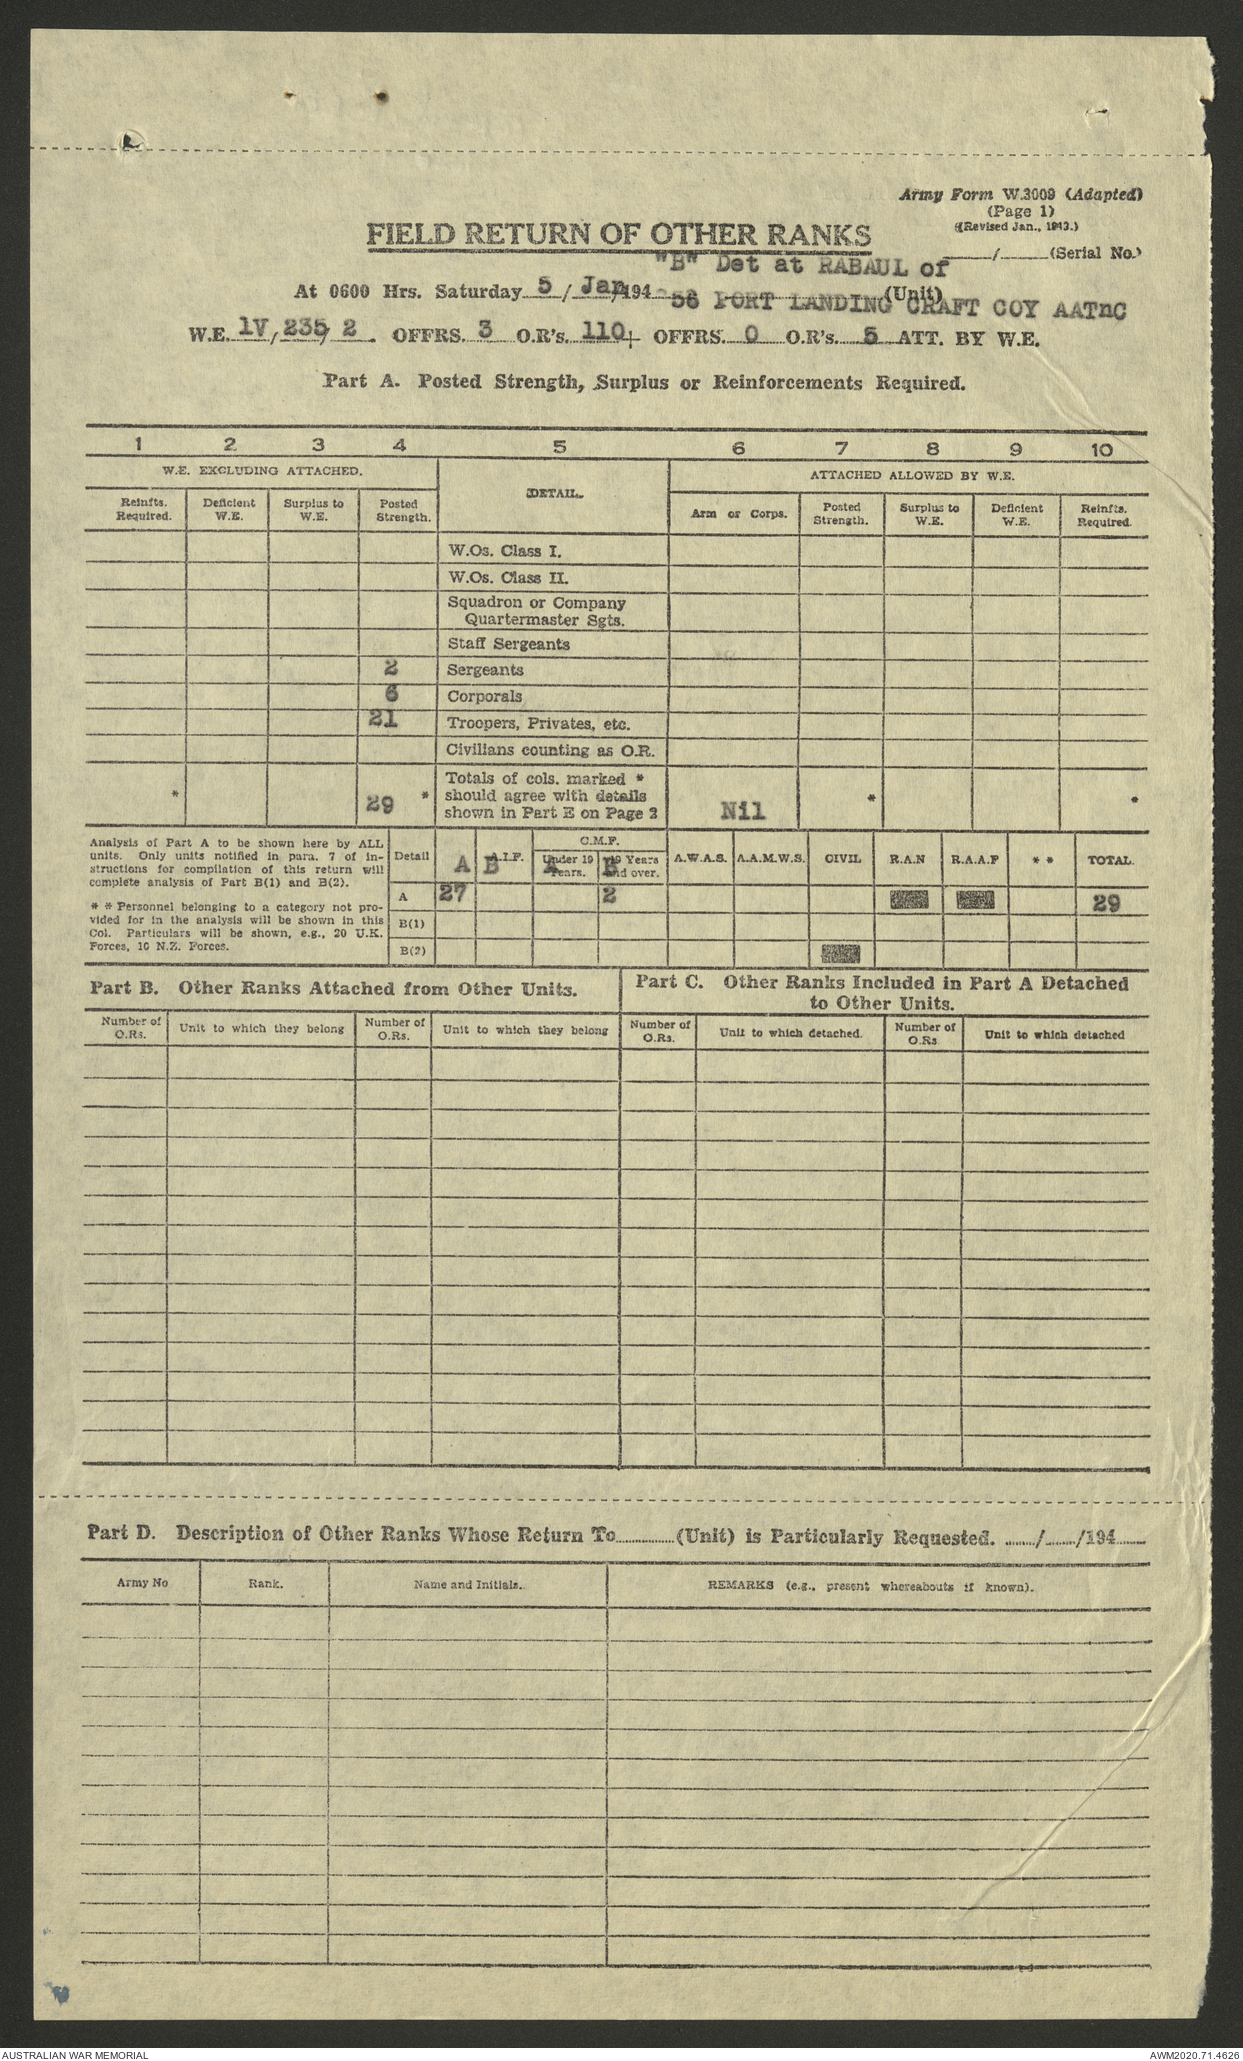 Army Form W.3009 (Adapted)
(Page 1)
(Revised Jan., 1943.)
FIELD RETURN OF OTHER RANKS
/ (Serial No.)
"B" Det at RABAUL of
At 0600 Hrs. Saturday 5 / Jan /194 (Unit)
56 PORT LANDING CRAFT COY AATnC
W.E. 1V/ 235/ 2 . OFFRS. 3 O.R's. 110+ OFFRS. 0 O.R's. 5 ATT. BY W.E.
Part A. Posted Strength, Surplus or Reinforcements Required.
1 2 3 4 5 6 7 8 9 10
W.E. EXCLUDING ATTACHED. DETAIL. ATTACHED ALLOWED BY W.E.
Reinfts. Required. Deficient W.E. Surplus to W.E. Posted Strength. Arm or Corps. Posted Strength. Surplus to W.E. Deficient W.E. Reinfts. Required.
W.Os. Class I.
W.Os. Class II.
Squadron or Company
Quartermaster Sgts.
Staff Sergeants
2 Sergeants
6 Corporals
21 Troopers, Privates, etc.
Civilians counting as O.R.
Totals of cols. marked *
* 29 * should agree with details * *
shown in Part E on Page 2 Nil
Analysis of Part A to be shown here by ALL
units. Only units notified in para. 7 of in-
structions for compilation of this return will
complete analysis of Part B(1) and B(2).
* * Personnel belonging to a category not pro-
vided for in the analysis will be shown in this
Col. Particulars will be shown, e.g., 20 U.K.
Forces, 10 N.Z. Forces.
C.M.F.
Detail A B A.I.F. A Under 19 Years. B 19 Years and over. A.W.A.S. A.A.M.W.S. CIVIL R.A.N R.A.A.F * * TOTAL.
A 27 2 29
B(1)
B(2)
Part B. Other Ranks Attached from Other Units.
Part C. Other Ranks Included in Part A Detached
to Other Units.
Number of O.Rs. Unit to which they belong Number of O.Rs. Unit to which they belong Number of O.Rs. Unit to which detached. Number of O.Rs Unit to which detached
Part D. Description of Other Ranks Whose Return To (Unit) is Particularly Requested. / /194
Army No Rank. Name and Initials. REMARKS (e.g., present whereabouts if known).
AUSTRALIAN WAR MEMORIAL AWM2020.71.4626